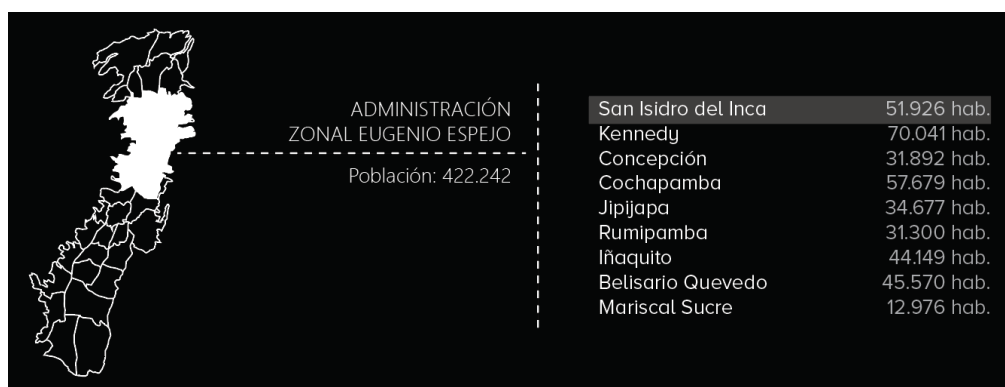 ADMINISTRACIÓN
ZONAL EUGENIO ESPEJO
Población: 422.242
San Isidro del Inca 51.926 hab.
Kennedy 70.041 hab.
Concepción 31.892 hab.
Cochapamba 57.679 hab.
Jipijapa 34.677 hab.
Rumipamba 31.300 hab.
Iñaquito 44.149 hab.
Belisario Quevedo 45.570 hab.
Mariscal Sucre 12.976 hab.